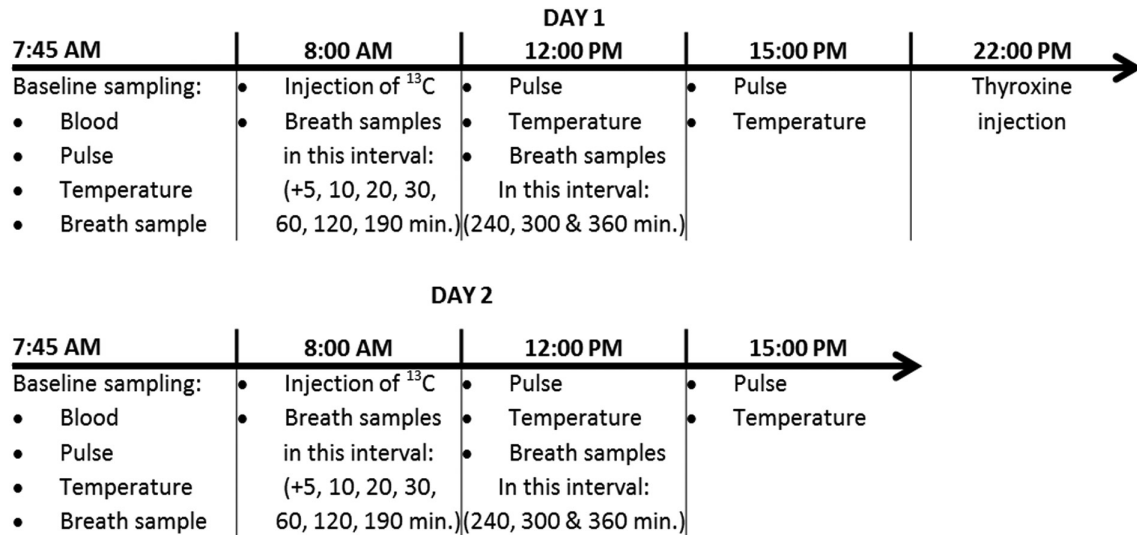 DAY 1
7:45 AM 8:00 AM 12:00 PM 15:00 PM 22:00 PM
Baseline sampling: • Injection of ¹³C • Pulse • Pulse Thyroxine
• Blood • Breath samples • Temperature • Temperature injection
• Pulse in this interval: • Breath samples
• Temperature (+5, 10, 20, 30, In this interval:
• Breath sample 60, 120, 190 min.) (240, 300 & 360 min.)
DAY 2
7:45 AM 8:00 AM 12:00 PM 15:00 PM
Baseline sampling: • Injection of ¹³C • Pulse • Pulse
• Blood • Breath samples • Temperature • Temperature
• Pulse in this interval: • Breath samples
• Temperature (+5, 10, 20, 30, In this interval:
• Breath sample 60, 120, 190 min.) (240, 300 & 360 min.)